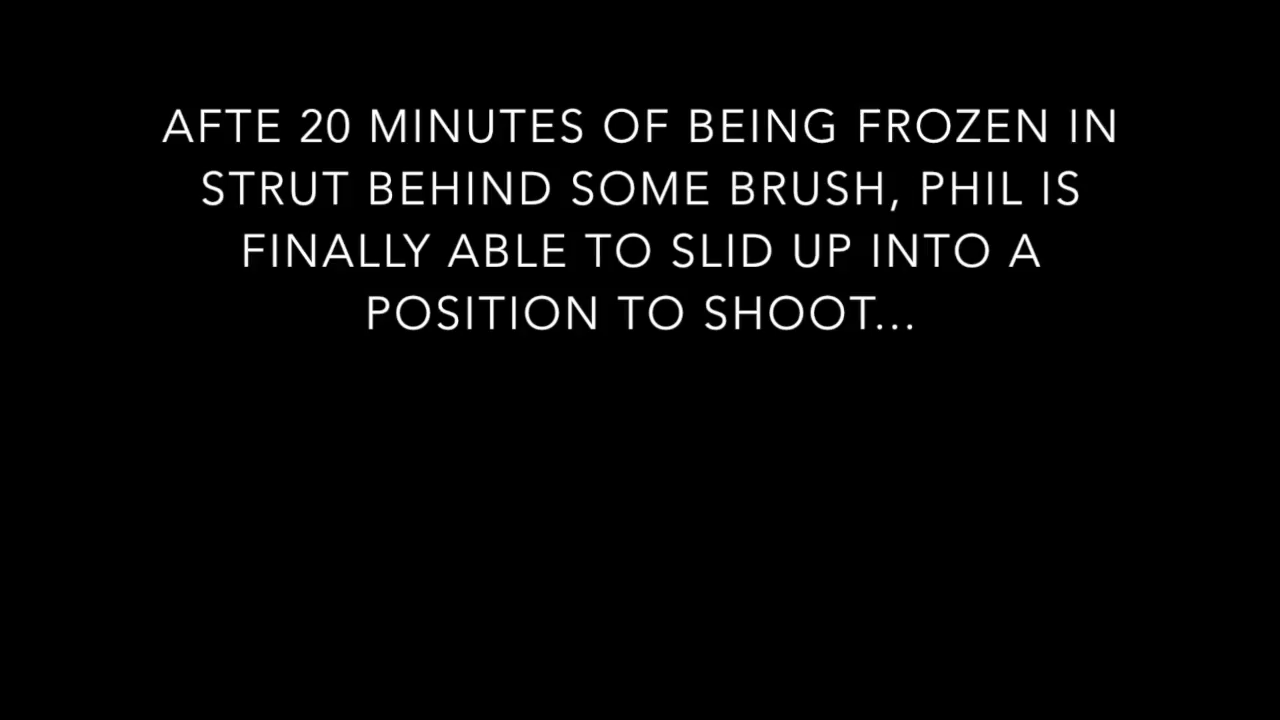 AFTE 20 MINUTES OF BEING FROZEN IN
STRUT BEHIND SOME BRUSH, PHIL IS
FINALLY ABLE TO SLID UP INTO A
POSITION TO SHOOT...